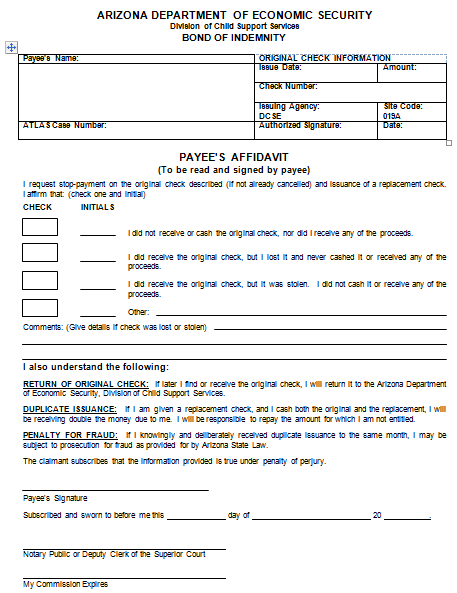 ARIZONA DEPARTMENT OF ECONOMIC SECURITY
Division of Child Support Services
BOND OF INDEMNITY
Payee's Name:
ORIGINAL CHECK INFORMATION
Issue Date:
Amount:
Check Number:
Issuing Agency:
DCSE
Site Code:
019A
ATLAS Case Number:
Authorized Signature:
Date:
PAYEE'S AFFIDAVIT
(To be read and signed by payee)
I request stop-payment on the original check described (if not already cancelled) and issuance of a replacement check.
I affirm that: (check one and initial)
CHECK INITIALS
I did not receive or cash the original check, nor did I receive any of the proceeds.
I did receive the original check, but I lost it and never cashed it or received any of the
proceeds.
I did receive the original check, but it was stolen. I did not cash it or receive any of the
proceeds.
Other:
Comments: (Give details if check was lost or stolen)
I also understand the following:
RETURN OF ORIGINAL CHECK: If later I find or receive the original check, I will return it to the Arizona Department
of Economic Security, Division of Child Support Services.
DUPLICATE ISSUANCE: If I am given a replacement check, and I cash both the original and the replacement, I will
be receiving double the money due to me. I will be responsible to repay the amount for which I am not entitled.
PENALTY FOR FRAUD: If I knowingly and deliberately received duplicate issuance to the same month, I may be
subject to prosecution for fraud as provided for by Arizona State Law.
The claimant subscribes that the information provided is true under penalty of perjury.
Payee's Signature
Subscribed and sworn to before me this day of 20 .
Notary Public or Deputy Clerk of the Superior Court
My Commission Expires